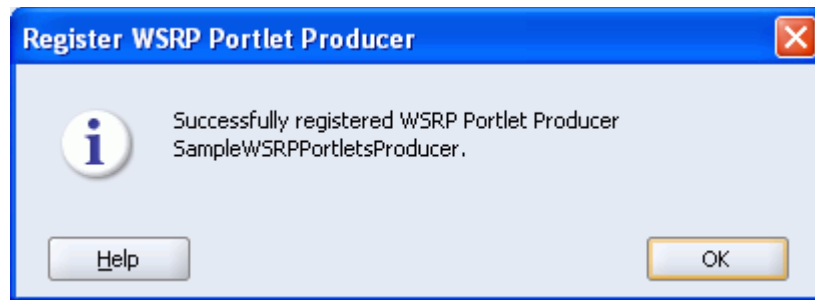 Register WSRP Portlet Producer
Successfully registered WSRP Portlet Producer
SampleWSRPPortletsProducer.
Help
OK